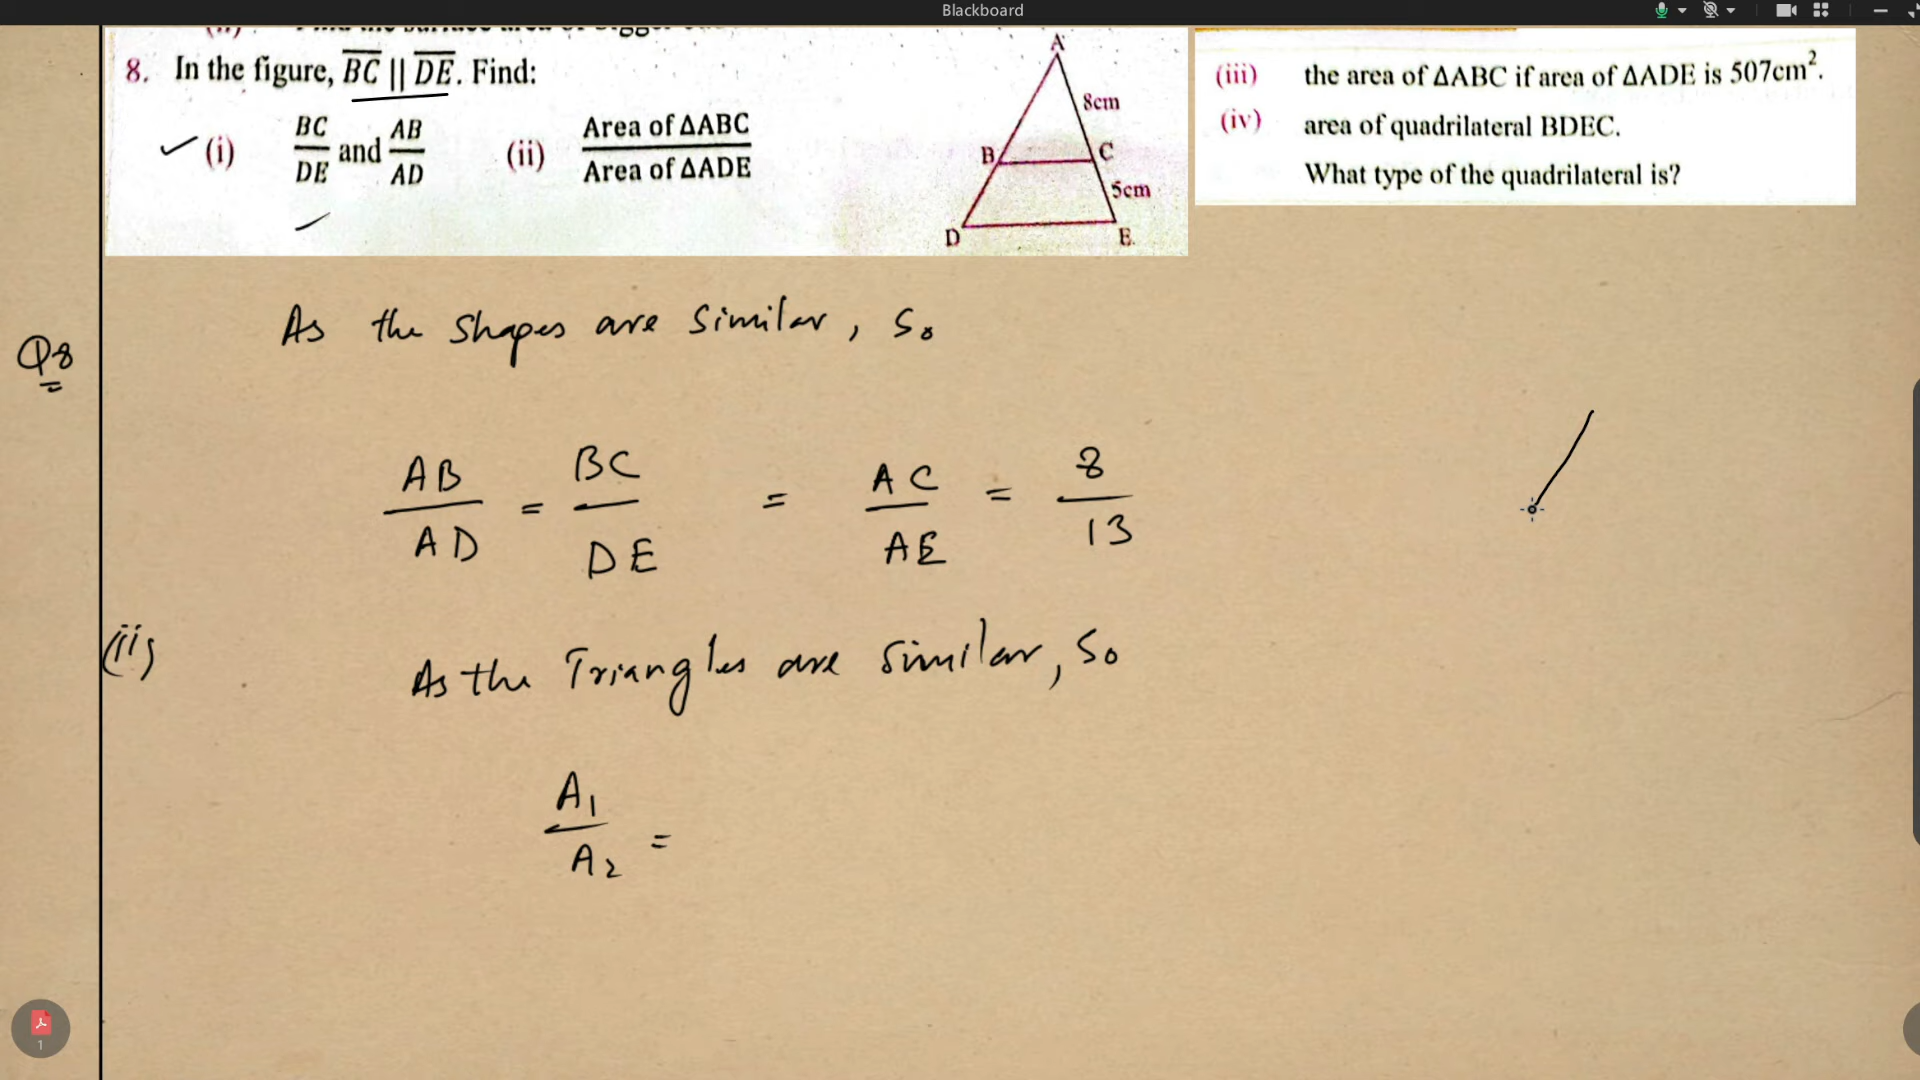 Blackboard
8. In the figure, BC || DE. Find:
(i) BC/DE and AB/AD (ii) Area of ΔABC/Area of ΔADE
A
8cm
B C
5cm
D E.
(iii) the area of ΔABC if area of ΔADE is 507cm².
(iv) area of quadrilateral BDEC.
What type of the quadrilateral is?
Q8
As the shapes are similar, so
AB/AD = BC/DE = AC/AE = 8/13
(ii)
As the Triangles are similar, so
A₁/A₂ =
1